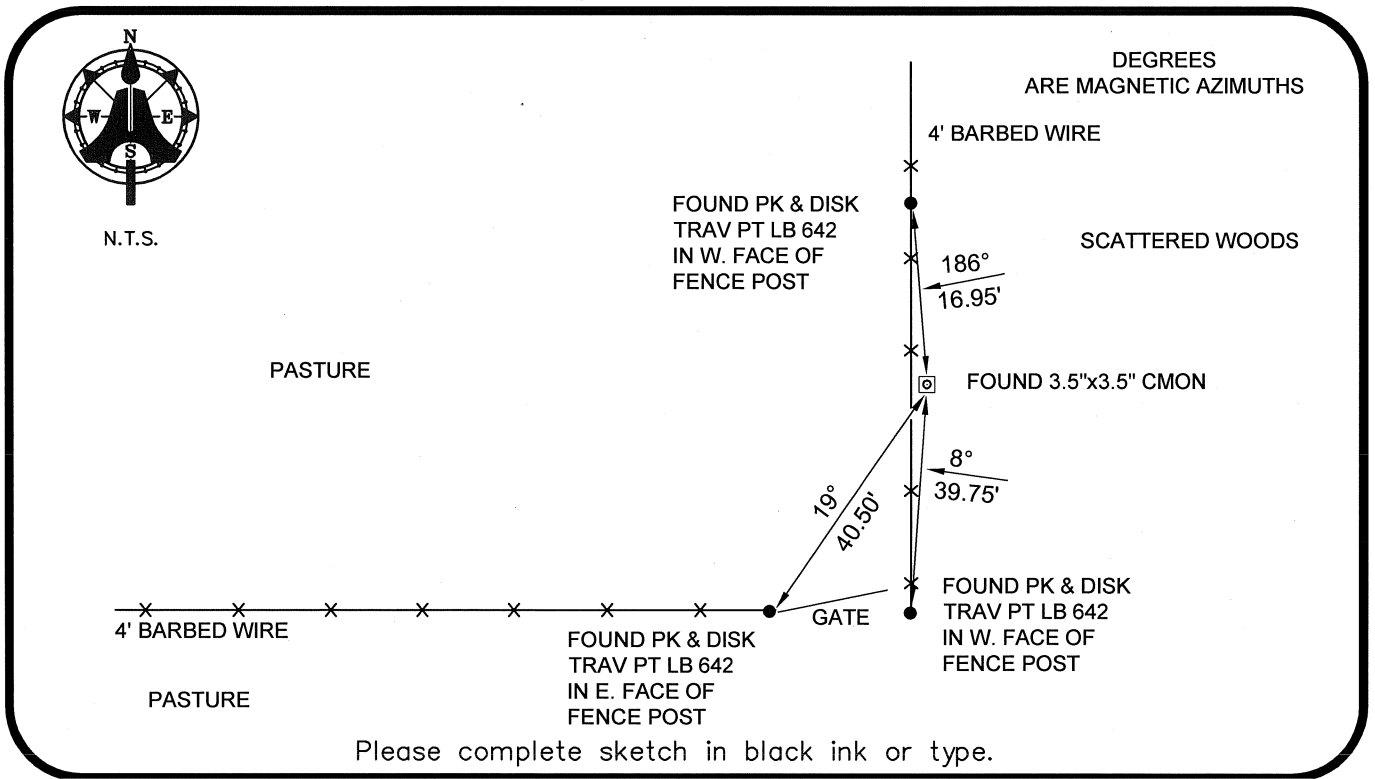 N
W
E
S
N.T.S.
DEGREES
ARE MAGNETIC AZIMUTHS
4' BARBED WIRE
FOUND PK & DISK
TRAV PT LB 642
IN W. FACE OF
FENCE POST
SCATTERED WOODS
186°
16.95'
PASTURE
FOUND 3.5"x3.5" CMON
8°
39.75'
19°
40.50'
4' BARBED WIRE
GATE
FOUND PK & DISK
TRAV PT LB 642
IN W. FACE OF
FENCE POST
FOUND PK & DISK
TRAV PT LB 642
IN E. FACE OF
FENCE POST
PASTURE
Please complete sketch in black ink or type.